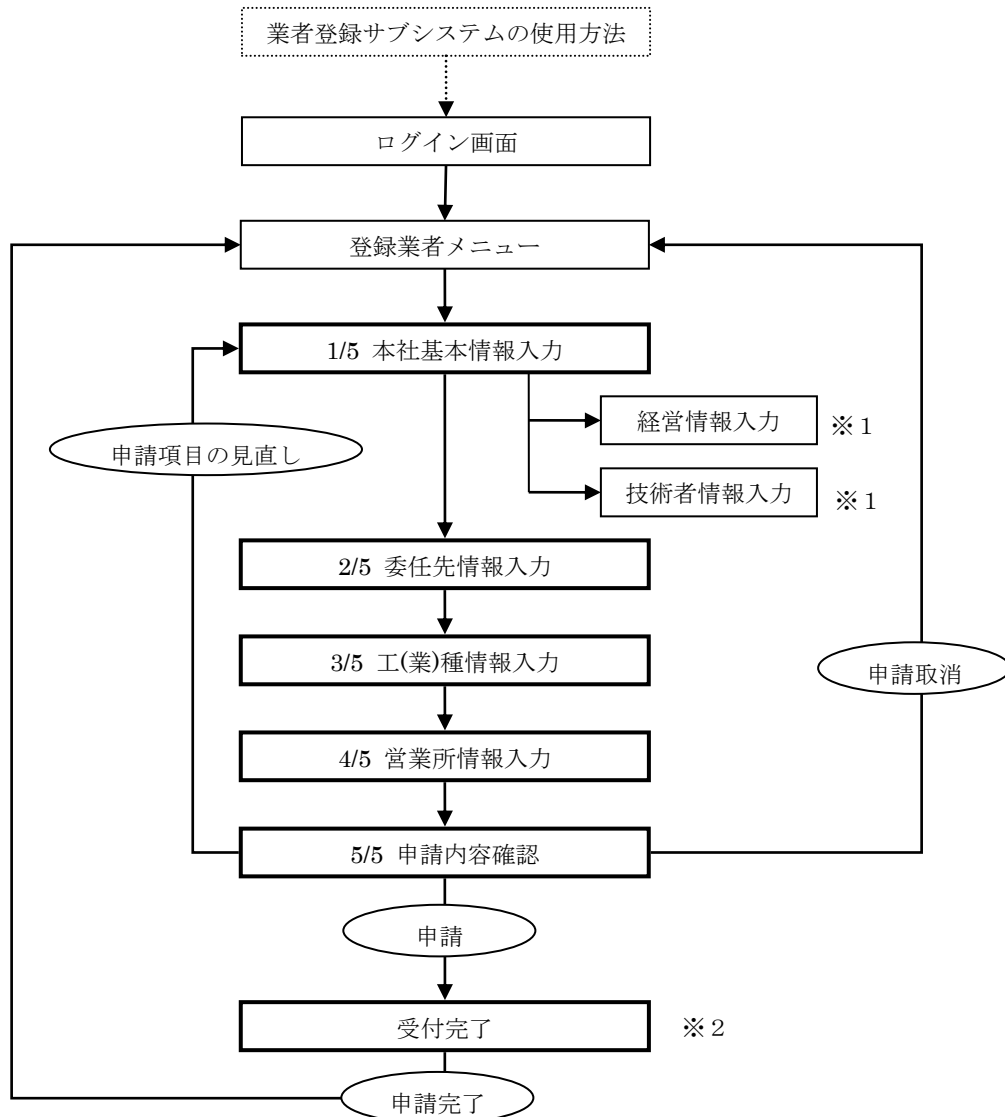 業者登録サブシステムの使用方法
ログイン画面
登録業者メニュー
1/5 本社基本情報入力
経営情報入力 ※１
申請項目の見直し
技術者情報入力 ※１
2/5 委任先情報入力
3/5 工(業)種情報入力
申請取消
4/5 営業所情報入力
5/5 申請内容確認
申請
受付完了 ※２
申請完了